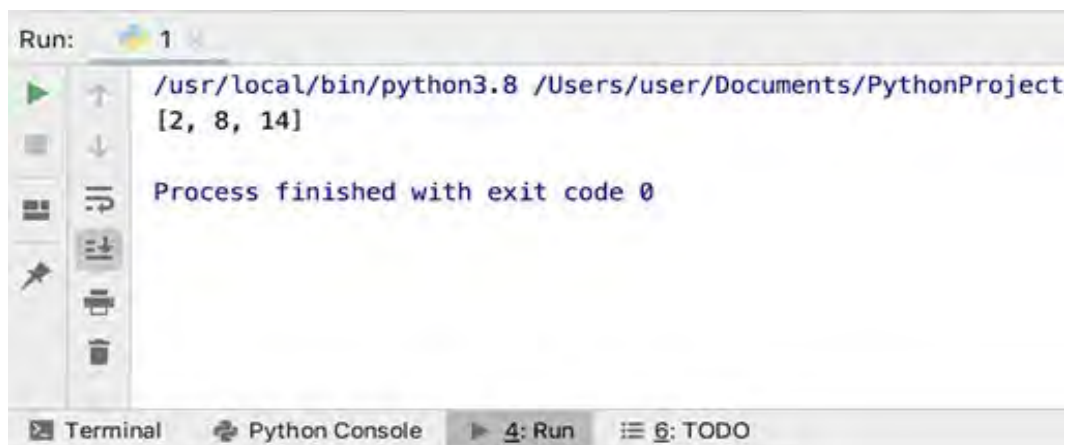 Run: 1
/usr/local/bin/python3.8 /Users/user/Documents/PythonProject
[2, 8, 14]
Process finished with exit code 0
Terminal Python Console 4: Run 6: TODO